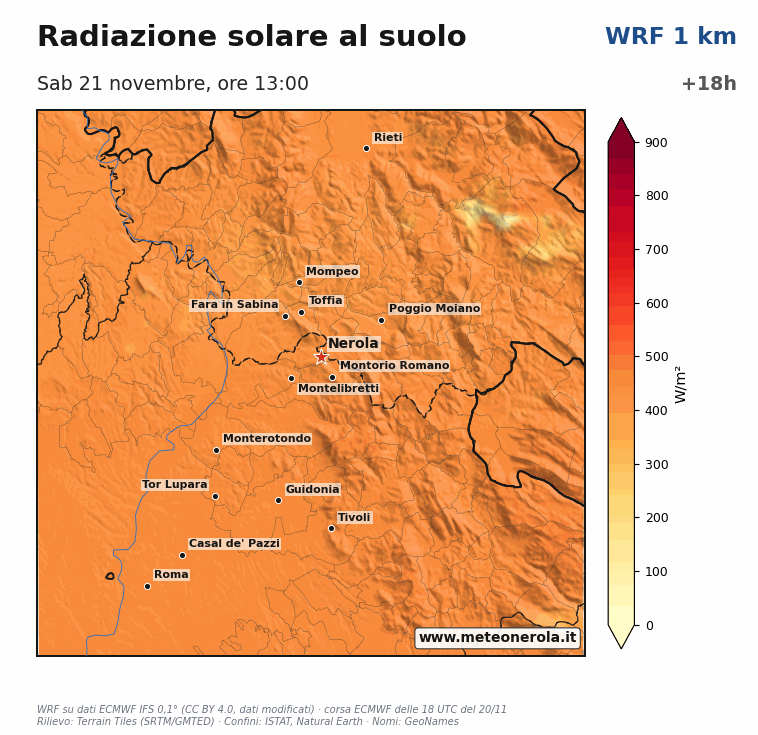 Radiazione solare al suolo
WRF 1 km
Sab 21 novembre, ore 13:00
+18h
Rieti
Mompeo
Toffia
Fara in Sabina
Poggio Moiano
Nerola
Montorio Romano
Montelibretti
Monterotondo
Tor Lupara
Guidonia
Tivoli
Casal de' Pazzi
Roma
www.meteonerola.it
900
800
700
600
500
400
300
200
100
0
W/m²
WRF su dati ECMWF IFS 0,1° (CC BY 4.0, dati modificati) · corsa ECMWF delle 18 UTC del 20/11
Rilievo: Terrain Tiles (SRTM/GMTED) · Confini: ISTAT, Natural Earth · Nomi: GeoNames